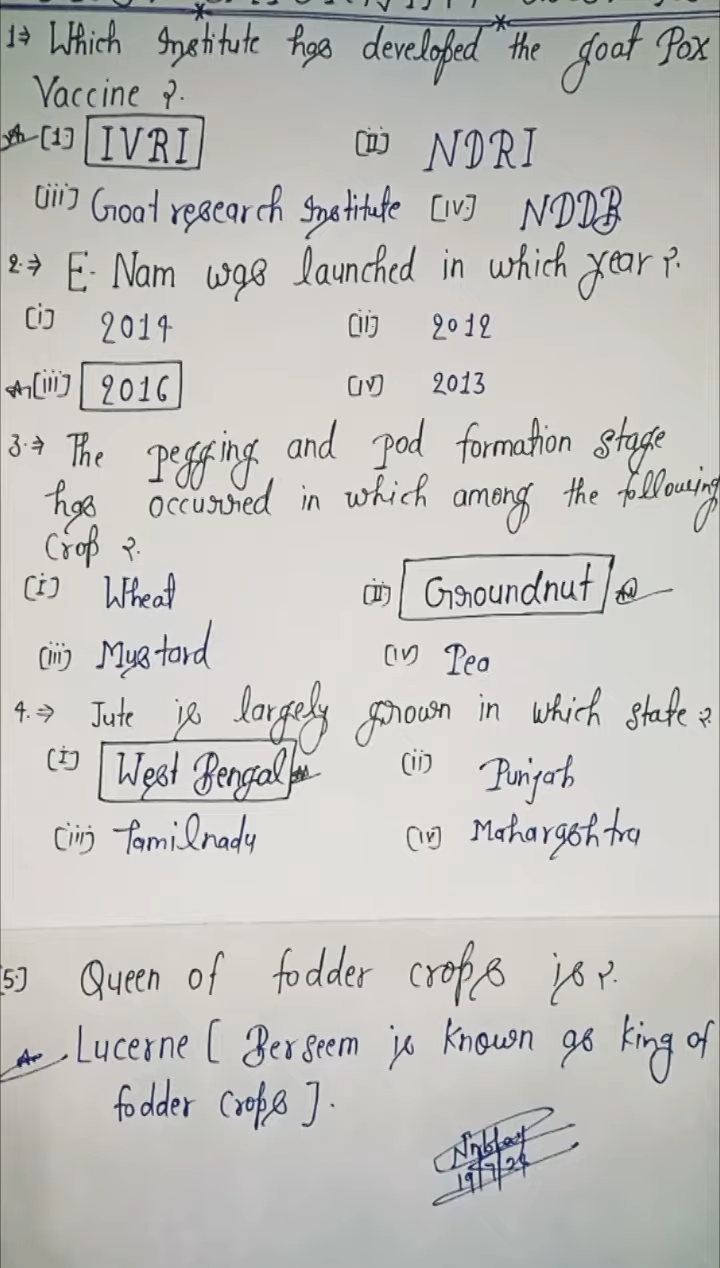 1⇒ Which Institute has developed the goat Pox
Vaccine ?.
[1] IVRI [II] NDRI
[iii] Goat research Institute [IV] NDDB
2.⇒ E. Nam was launched in which year ?.
[i] 2014 [ii] 2012
[iii] 2016 [IV] 2013
3.⇒ The pegging and pod formation stage
has occurred in which among the following
Crop ?.
[I] Wheat [ii] Groundnut
[iii] Mustard [IV] Pea
4.⇒ Jute is largely grown in which state ?
[I] West Bengal [ii] Punjab
[iii] Tamilnadu [IV] Maharashtra
[5.] Queen of fodder crops is ?.
Lucerne [ Berseem is known as king of
fodder crops ].
19/7/24